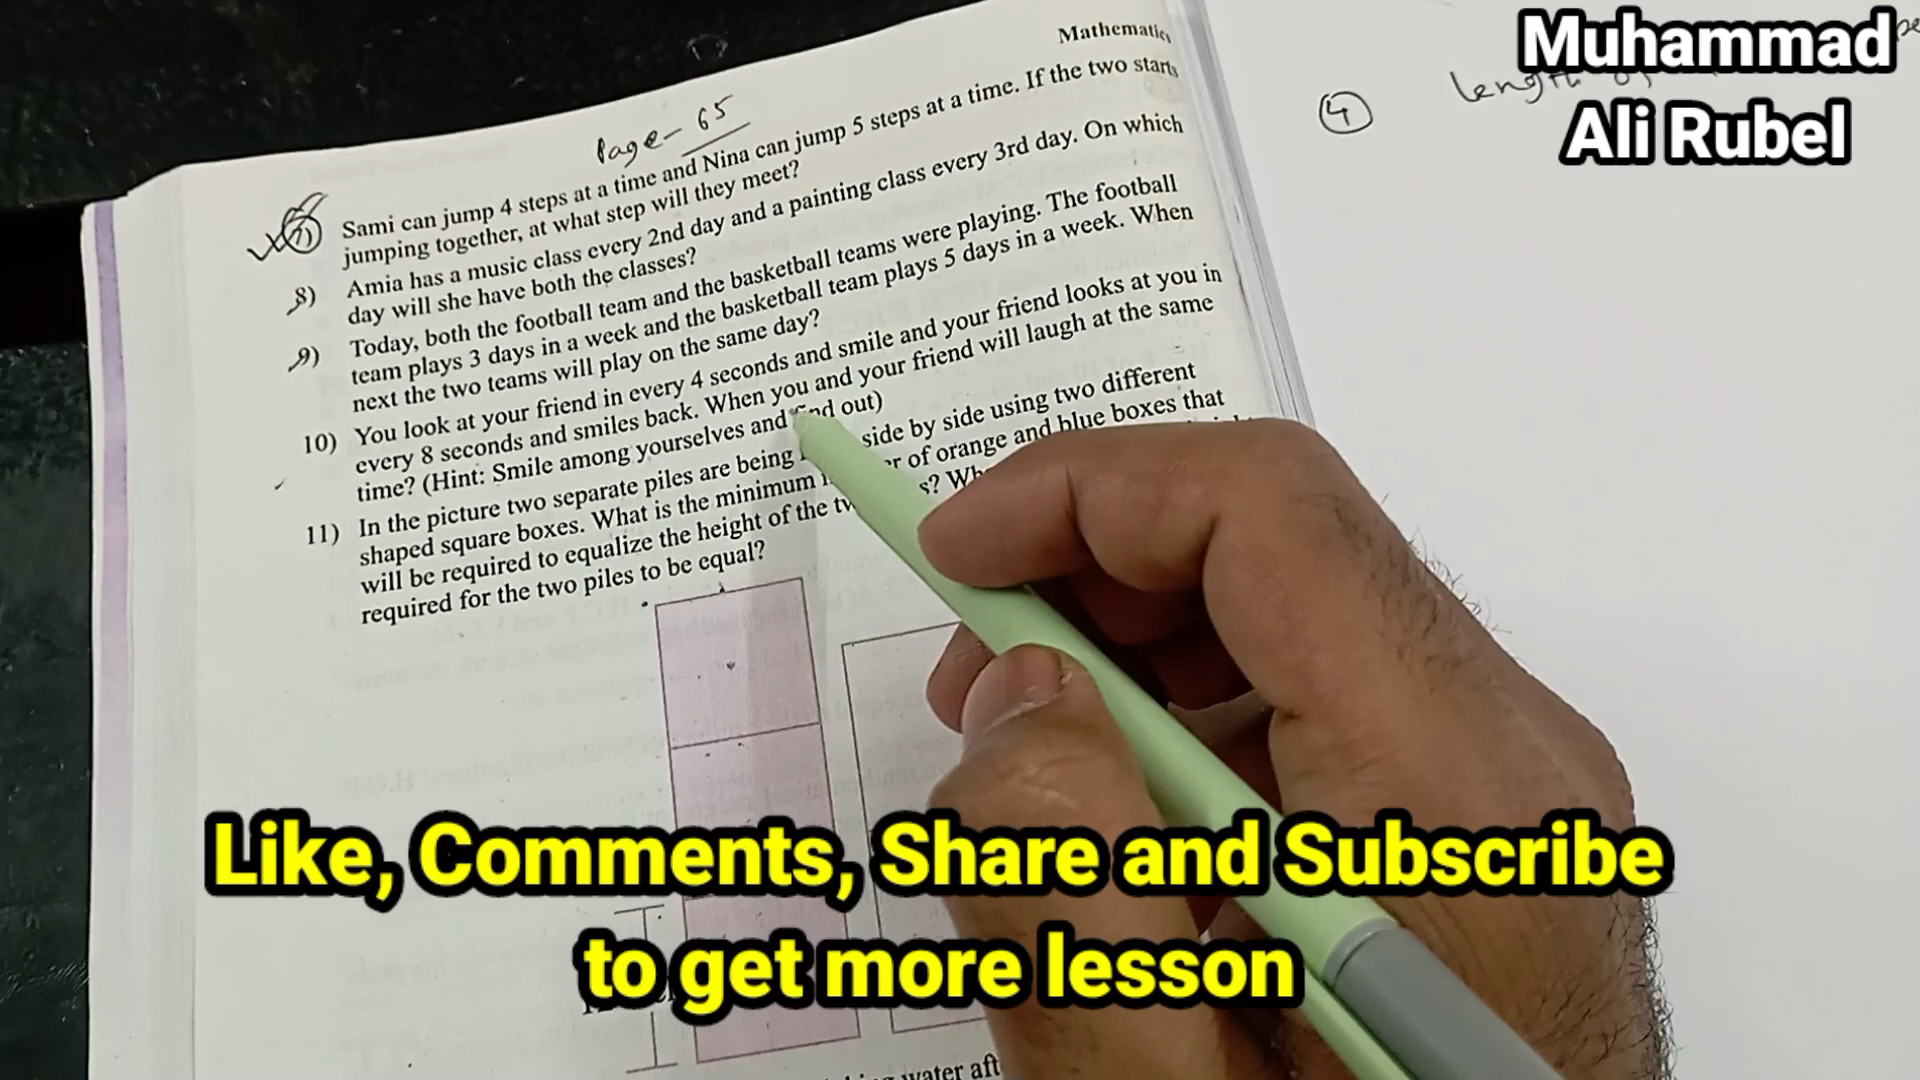 Muhammad
Ali Rubel
Mathematics
Page- 65
4
length
7) Sami can jump 4 steps at a time and Nina can jump 5 steps at a time. If the two starts
jumping together, at what step will they meet?
8) Amia has a music class every 2nd day and a painting class every 3rd day. On which
day will she have both the classes?
9) Today, both the football team and the basketball teams were playing. The football
team plays 3 days in a week and the basketball team plays 5 days in a week. When
next the two teams will play on the same day?
10) You look at your friend in every 4 seconds and smile and your friend looks at you in
every 8 seconds and smiles back. When you and your friend will laugh at the same
time? (Hint: Smile among yourselves and find out)
11) In the picture two separate piles are being side by side using two different
shaped square boxes. What is the minimum of orange and blue boxes that
will be required to equalize the height of the
required for the two piles to be equal?
Like, Comments, Share and Subscribe
to get more lesson
water